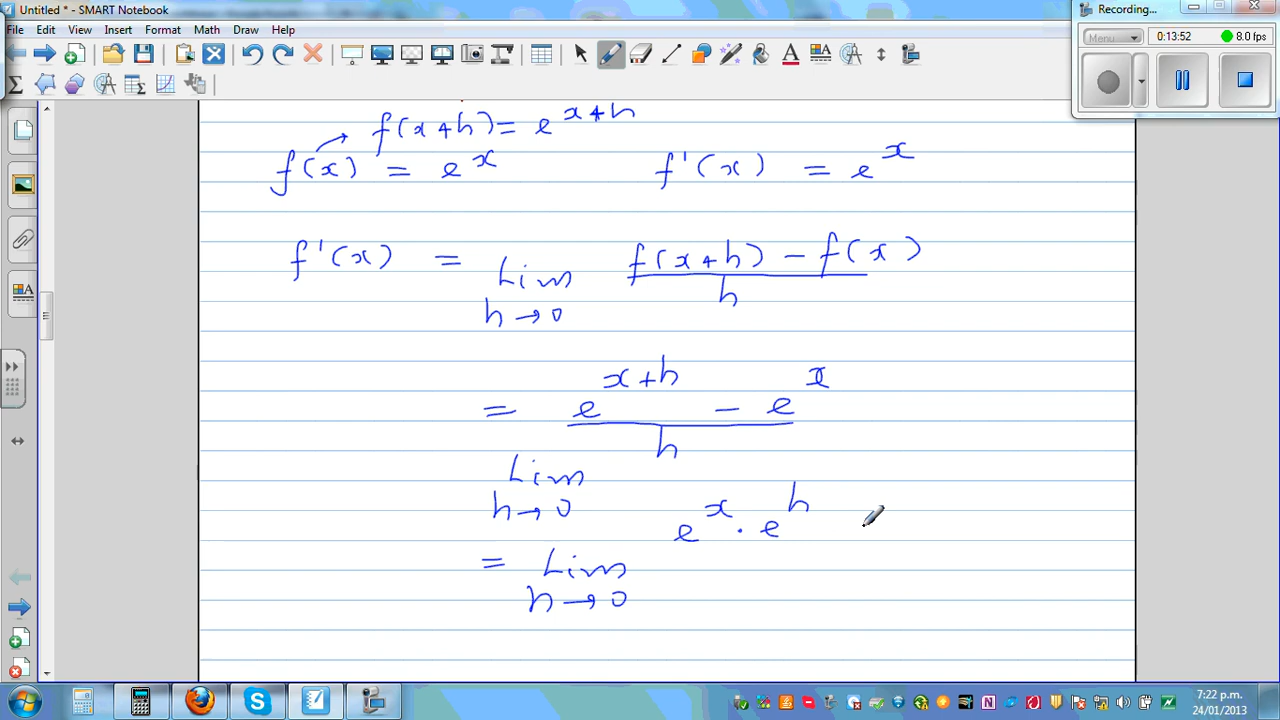 Untitled * - SMART Notebook
Recording...
File Edit View Insert Format Math Draw Help
Menu
0:13:52
8.0 fps
f(x+h) = e^{x+h}
f(x) = e^x f'(x) = e^x
f'(x) = Lim h→0 f(x+h) - f(x)
h
= e^{x+h} - e^x
h
Lim
h→0
e^x . e^h
= Lim
h→0
7:22 p.m.
24/01/2013